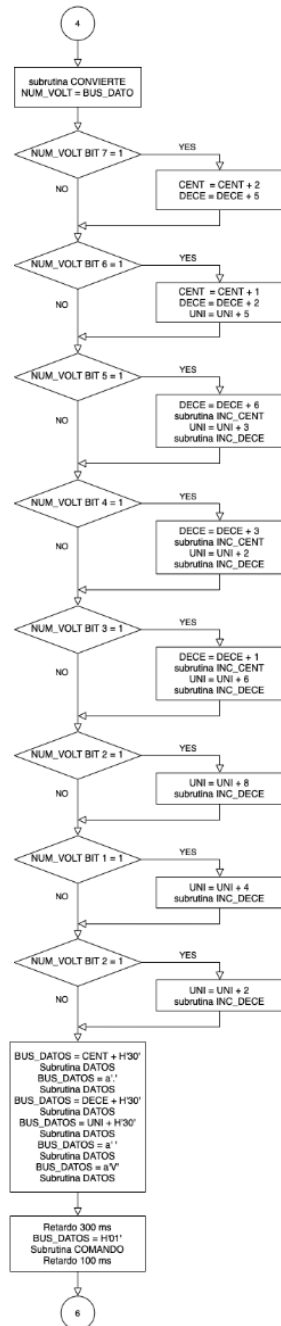 4
subrutina CONVIERTE
NUM_VOLT = BUS_DATO
NUM_VOLT BIT 7 = 1
YES
NO
CENT = CENT + 2
DECE = DECE + 5
NUM_VOLT BIT 6 = 1
YES
NO
CENT = CENT + 1
DECE = DECE + 2
UNI = UNI + 5
NUM_VOLT BIT 5 = 1
YES
NO
DECE = DECE + 6
subrutina INC_CENT
UNI = UNI + 3
subrutina INC_DECE
NUM_VOLT BIT 4 = 1
YES
NO
DECE = DECE + 3
subrutina INC_CENT
UNI = UNI + 2
subrutina INC_DECE
NUM_VOLT BIT 3 = 1
YES
NO
DECE = DECE + 1
subrutina INC_CENT
UNI = UNI + 6
subrutina INC_DECE
NUM_VOLT BIT 2 = 1
YES
NO
UNI = UNI + 8
subrutina INC_DECE
NUM_VOLT BIT 1 = 1
YES
NO
UNI = UNI + 4
subrutina INC_DECE
NUM_VOLT BIT 2 = 1
YES
NO
UNI = UNI + 2
subrutina INC_DECE
BUS_DATOS = CENT + H'30'
Subrutina DATOS
BUS_DATOS = a'.'
Subrutina DATOS
BUS_DATOS = DECE + H'30'
Subrutina DATOS
BUS_DATOS = UNI + H'30'
Subrutina DATOS
BUS_DATOS = a' '
Subrutina DATOS
BUS_DATOS = a'V'
Subrutina DATOS
Retardo 300 ms
BUS_DATOS = H'01'
Subrutina COMANDO
Retardo 100 ms
6